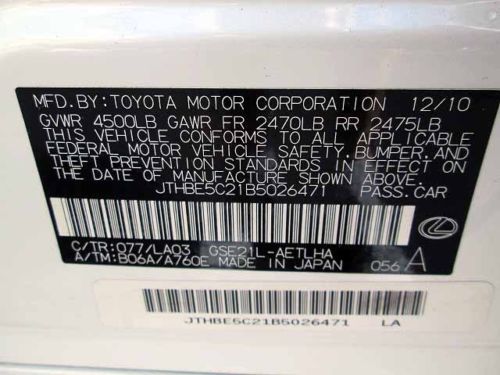 MFD.BY:TOYOTA MOTOR CORPORATION 12/10
GVWR 4500LB GAWR FR 2470LB RR 2475LB
THIS VEHICLE CONFORMS TO ALL APPLICABLE
FEDERAL MOTOR VEHICLE SAFETY,BUMPER,AND
THEFT PREVENTION STANDARDS IN EFFECT ON
THE DATE OF MANUFACTURE SHOWN ABOVE.
JTHBE5C21B5026471 PASS.CAR
C/TR:077/LA03 GSE21L-AETLHA
A/TM:B06A/A760E MADE IN JAPAN 056 A
JTHBE5C21B5026471 LA